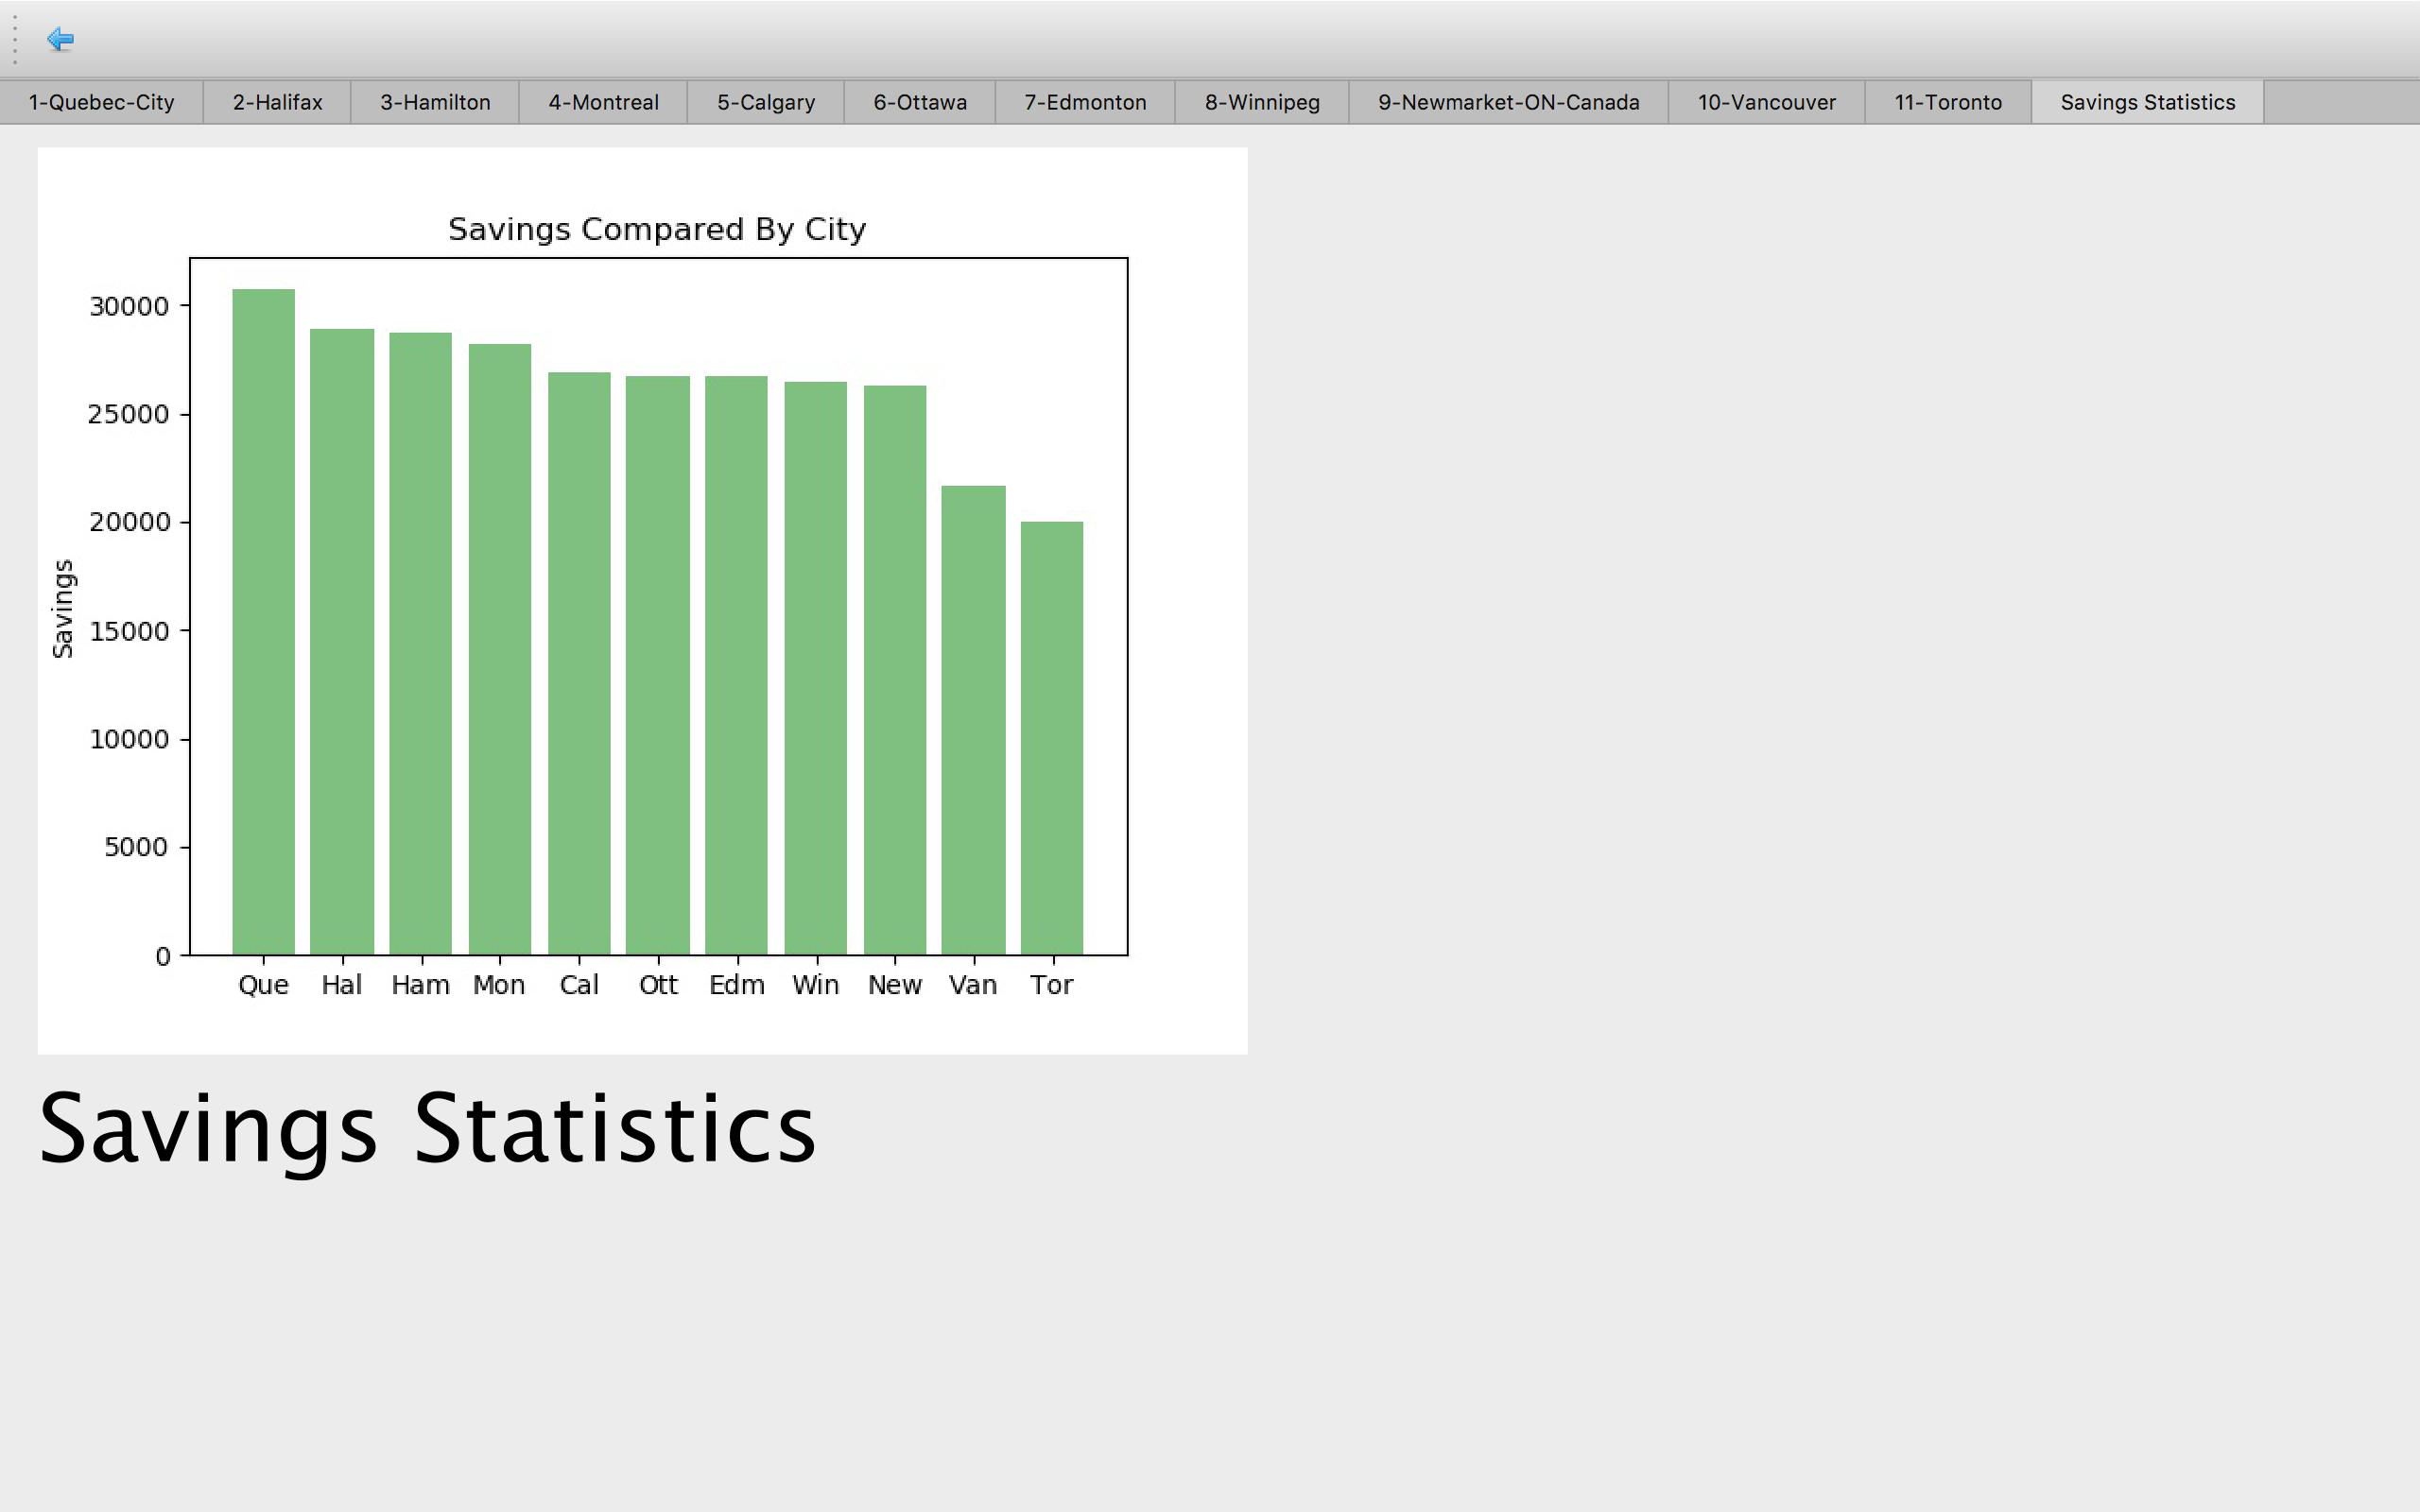 1-Quebec-City 2-Halifax 3-Hamilton 4-Montreal 5-Calgary 6-Ottawa 7-Edmonton 8-Winnipeg 9-Newmarket-ON-Canada 10-Vancouver 11-Toronto Savings Statistics
Savings Compared By City
30000
25000
20000
15000
10000
5000
0
Savings
Que Hal Ham Mon Cal Ott Edm Win New Van Tor
Savings Statistics